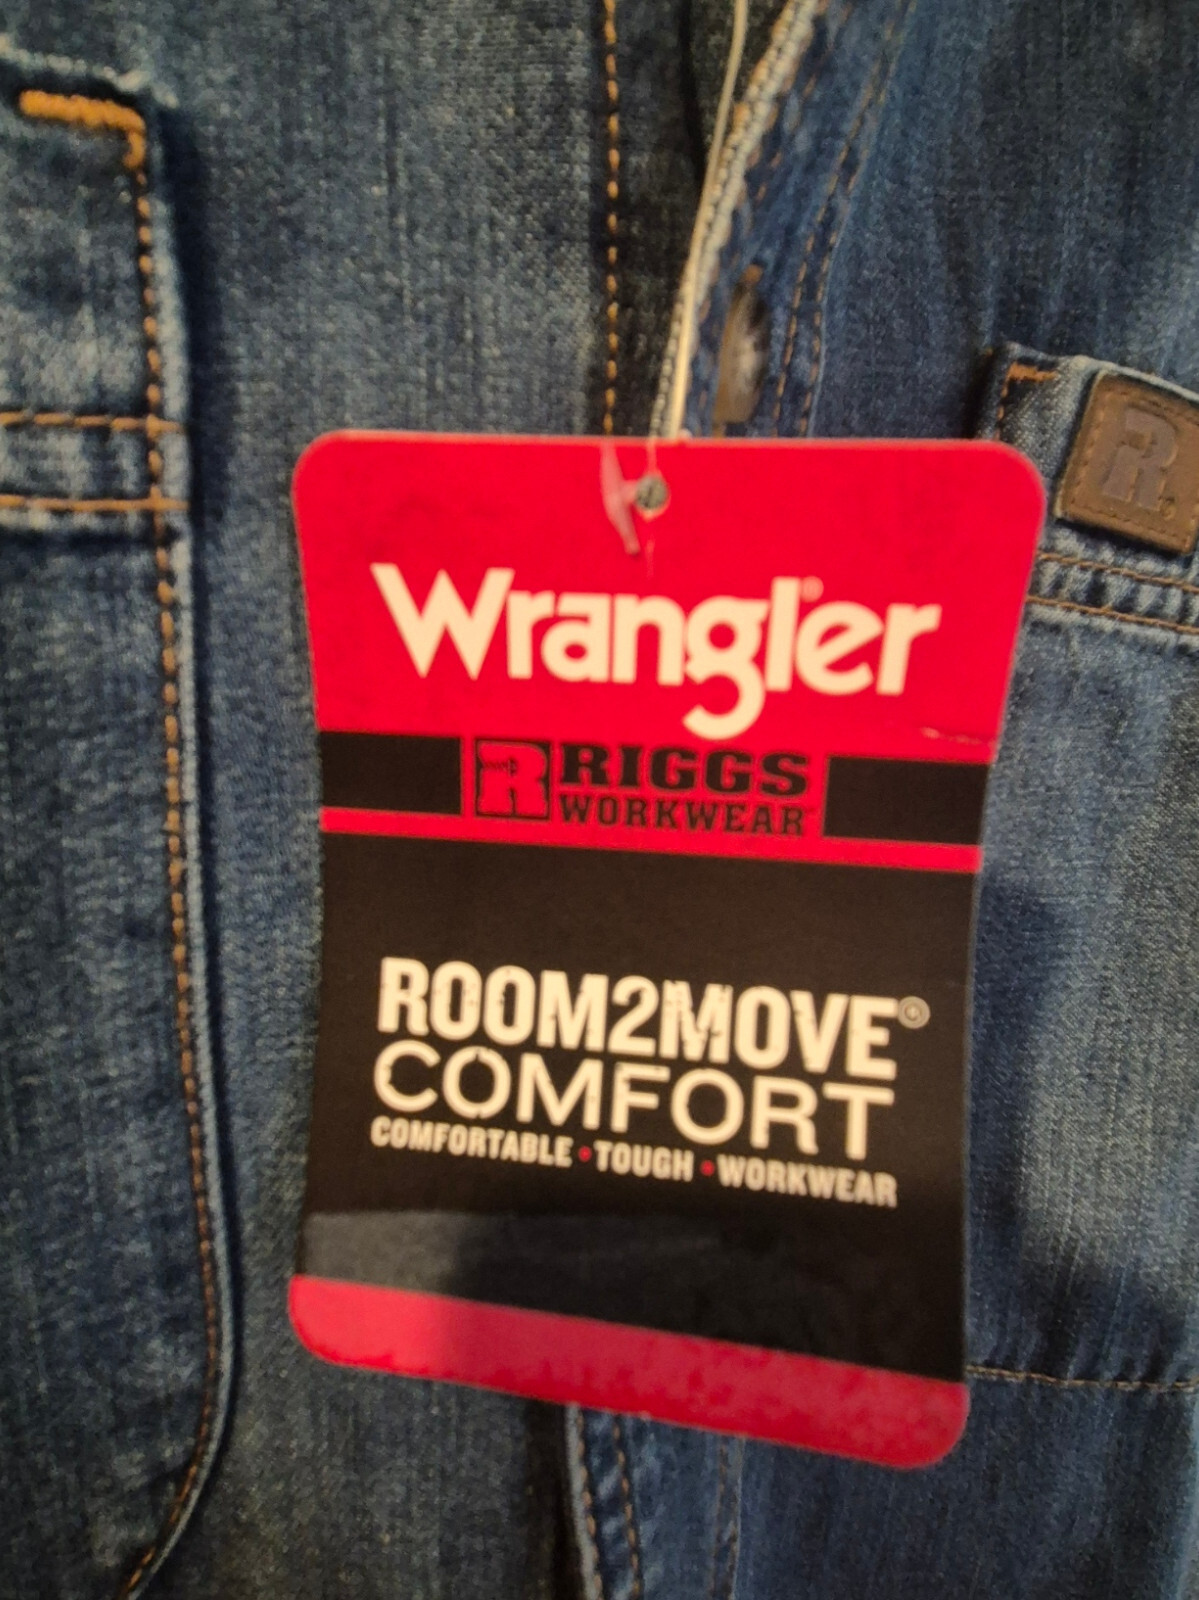 R.
Wrangler®
R RIGGS
WORKWEAR
ROOM2MOVE®
COMFORT
COMFORTABLE • TOUGH • WORKWEAR